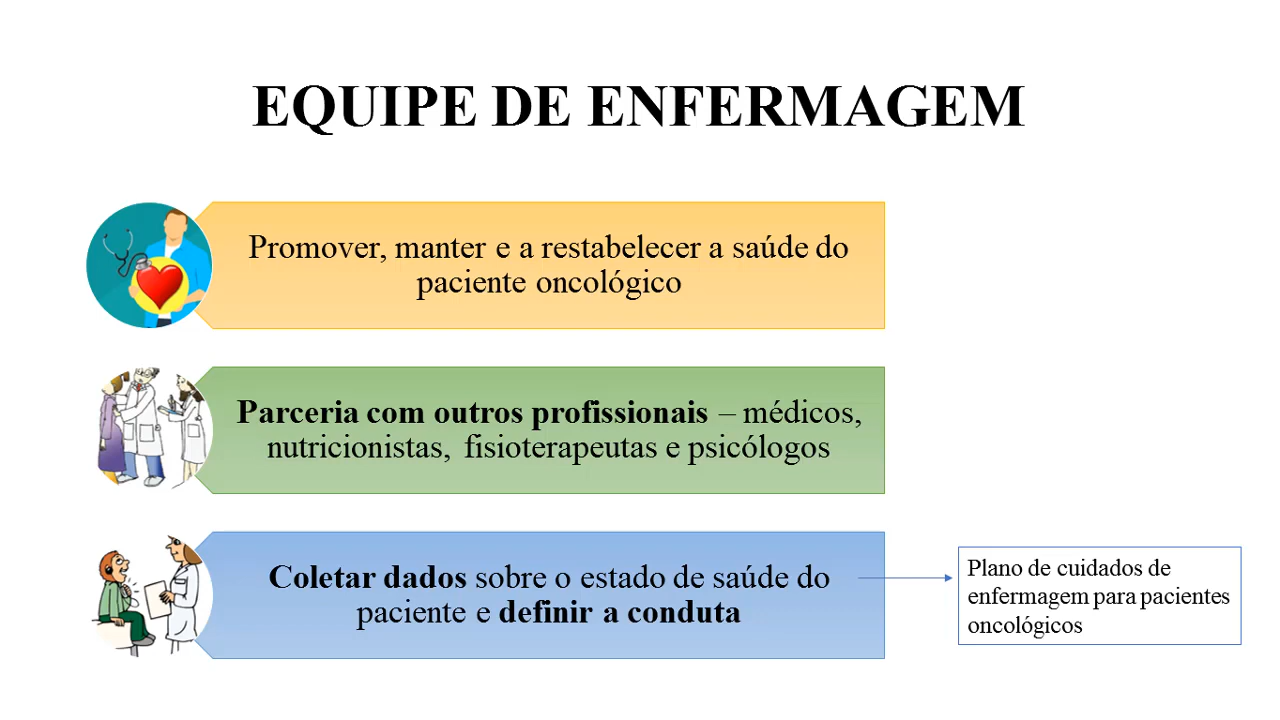 EQUIPE DE ENFERMAGEM
Promover, manter e a restabelecer a saúde do
paciente oncológico
Parceria com outros profissionais – médicos,
nutricionistas, fisioterapeutas e psicólogos
Coletar dados sobre o estado de saúde do
paciente e definir a conduta
Plano de cuidados de
enfermagem para pacientes
oncológicos